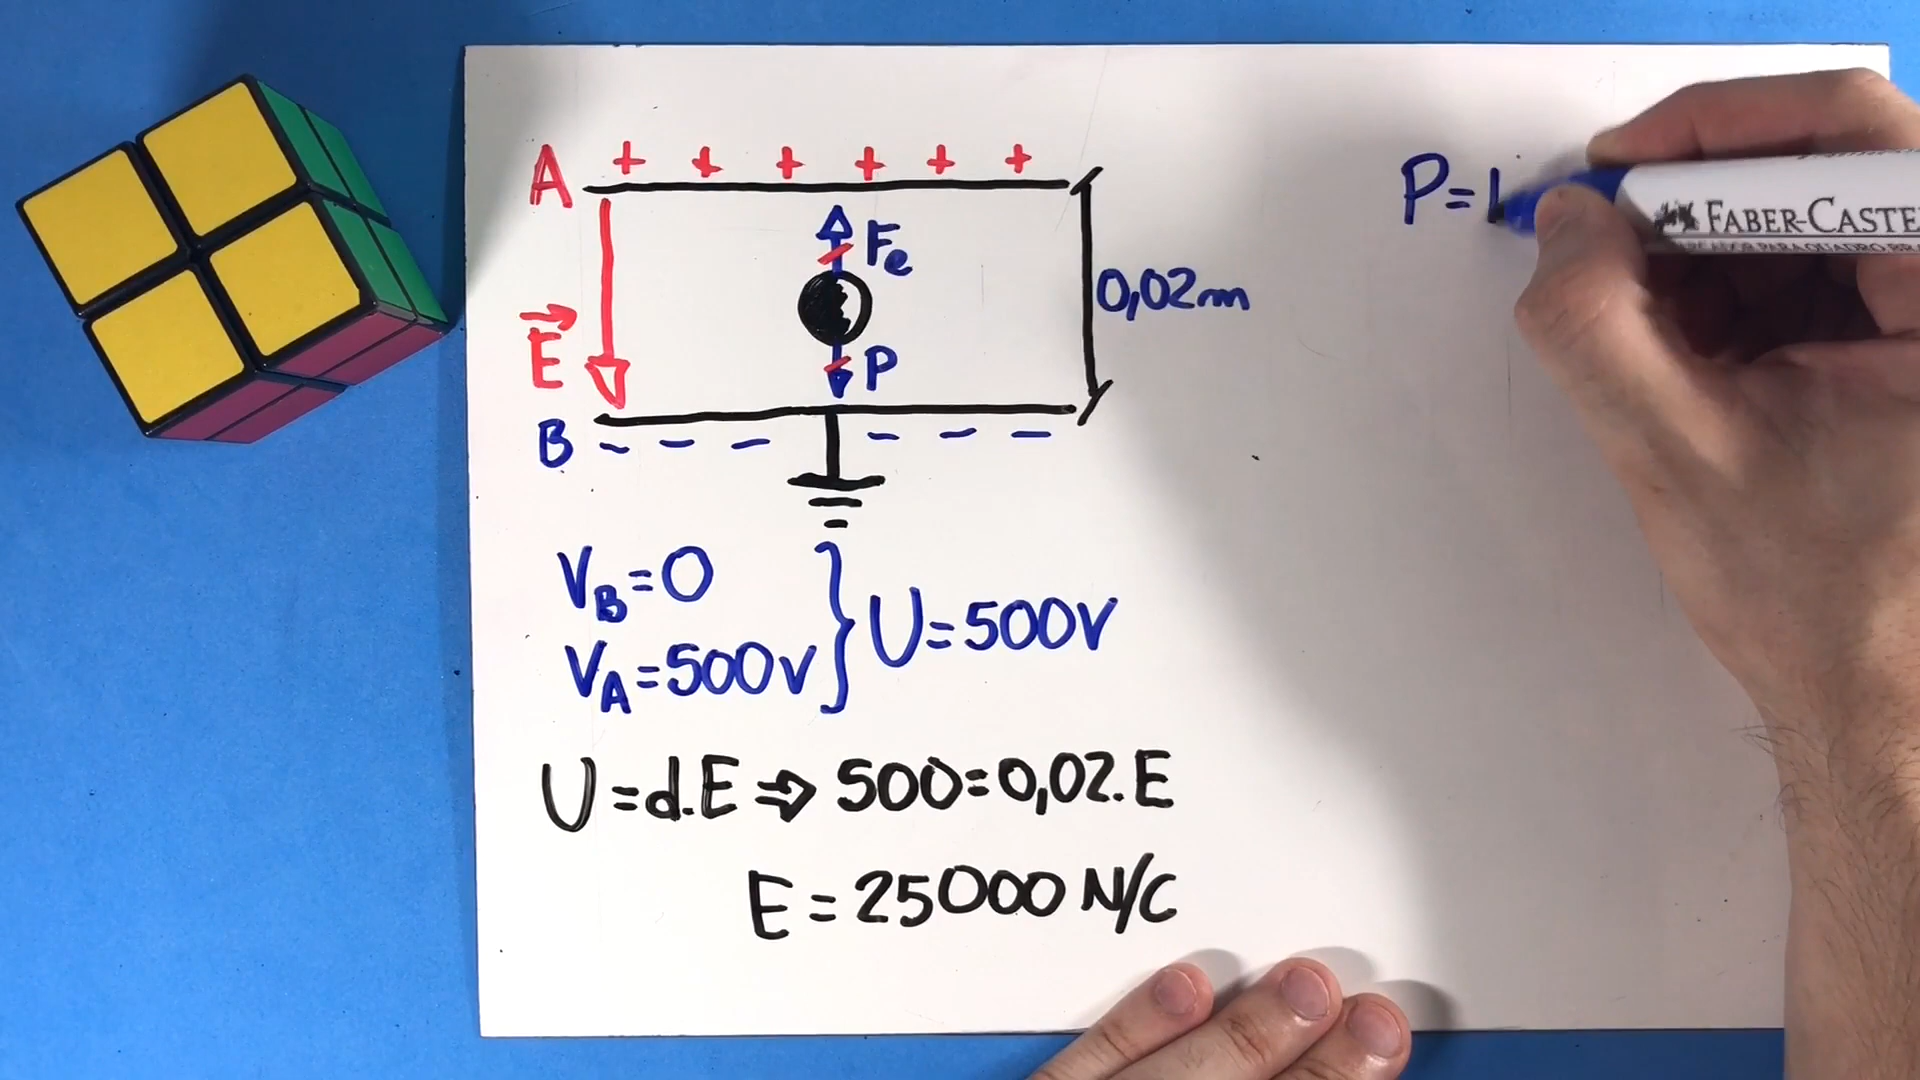 A + + + + + +
Fe
0,02m
E
P
B - - - - - -
VB=0
VA=500V
} U=500V
U=d.E ⇒ 500=0,02.E
E=25000 N/C
P=
FABER-CASTE